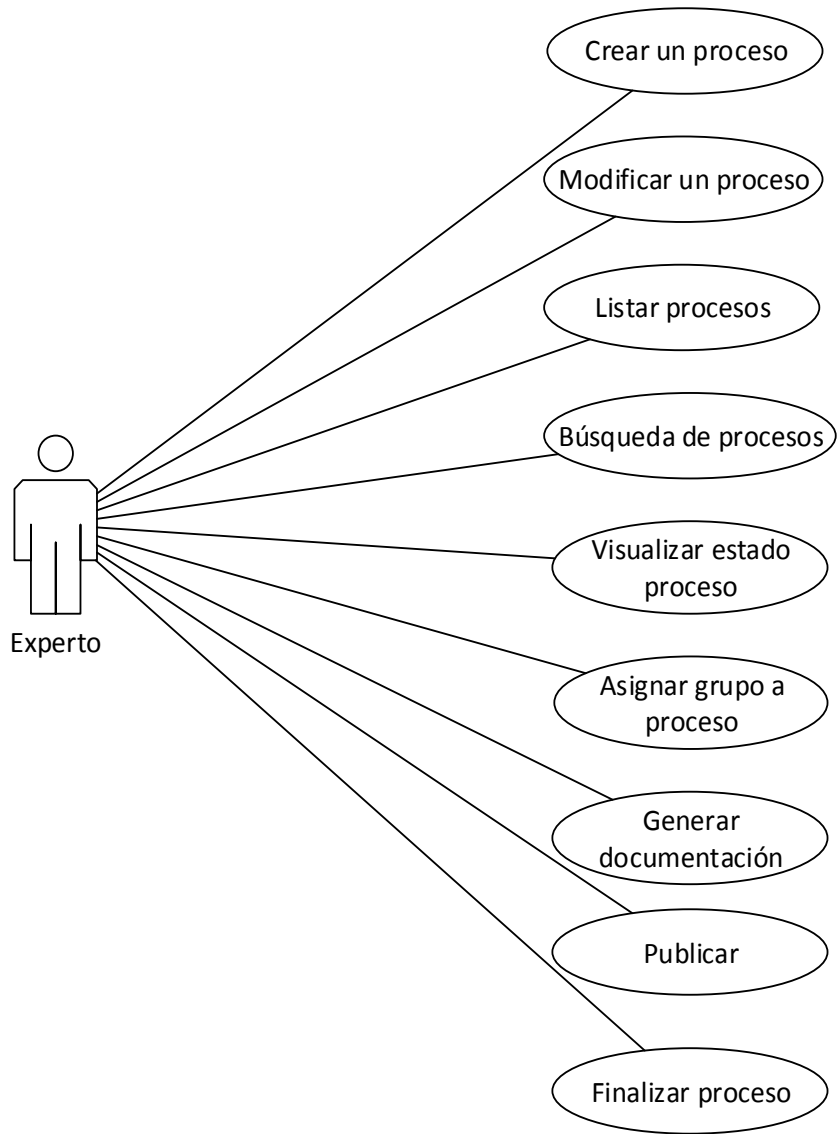 Crear un proceso
Modificar un proceso
Listar procesos
Búsqueda de procesos
Visualizar estado
proceso
Experto
Asignar grupo a
proceso
Generar
documentación
Publicar
Finalizar proceso